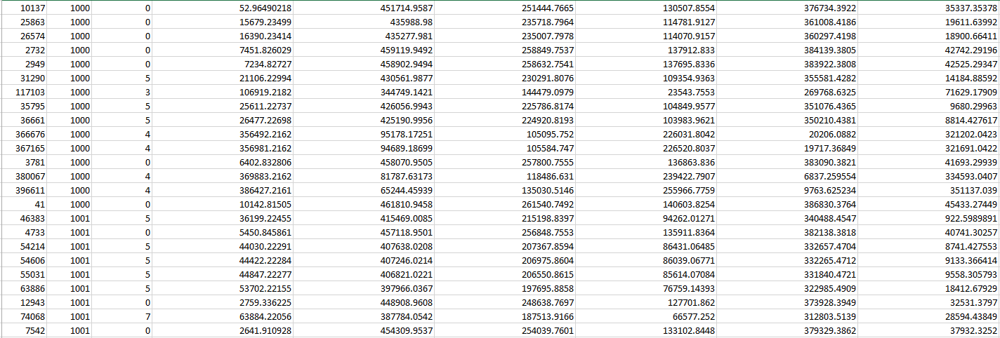 10137 1000 0 52.96490218 451714.9587 251444.7665 130507.8554 376734.3922 35337.35378
25863 1000 0 15679.23499 435988.98 235718.7964 114781.9127 361008.4186 19611.63992
26574 1000 0 16390.23414 435277.981 235007.7978 114070.9157 360297.4198 18900.66411
2732 1000 0 7451.826029 459119.9492 258849.7537 137912.833 384139.3805 42742.29196
2949 1000 0 7234.82727 458902.9494 258632.7541 137695.8336 383922.3808 42525.29347
31290 1000 5 21106.22994 430561.9877 230291.8076 109354.9363 355581.4282 14184.88592
117103 1000 3 106919.2182 344749.1421 144479.0979 23543.7553 269768.6325 71629.17909
35795 1000 5 25611.22737 426056.9943 225786.8174 104849.9577 351076.4365 9680.29963
36661 1000 5 26477.22698 425190.9956 224920.8193 103983.9621 350210.4381 8814.427617
366676 1000 4 356492.2162 95178.17251 105095.752 226031.8042 20206.0882 321202.0423
367165 1000 4 356981.2162 94689.18699 105584.747 226520.8037 19717.36849 321691.0422
3781 1000 0 6402.832806 458070.9505 257800.7555 136863.836 383090.3821 41693.29939
380067 1000 4 369883.2162 81787.63173 118486.631 239422.7907 6837.259554 334593.0407
396611 1000 4 386427.2161 65244.45939 135030.5146 255966.7759 9763.625234 351137.039
41 1000 0 10142.81505 461810.9458 261540.7492 140603.8254 386830.3764 45433.27449
46383 1001 5 36199.22455 415469.0085 215198.8397 94262.01271 340488.4547 922.5989891
4733 1001 0 5450.845861 457118.9501 256848.7553 135911.8364 382138.3818 40741.30257
54214 1001 5 44030.22291 407638.0208 207367.8594 86431.06485 332657.4704 8741.427553
54606 1001 5 44422.22284 407246.0214 206975.8604 86039.06771 332265.4712 9133.366414
55031 1001 5 44847.22277 406821.0221 206550.8615 85614.07084 331840.4721 9558.305793
63886 1001 5 53702.22155 397966.0367 197695.8858 76759.14393 322985.4909 18412.67929
12943 1001 0 2759.336225 448908.9608 248638.7697 127701.862 373928.3949 32531.3797
74068 1001 7 63884.22056 387784.0542 187513.9166 66577.252 312803.5139 28594.43849
7542 1001 0 2641.910928 454309.9537 254039.7601 133102.8448 379329.3862 37932.3252